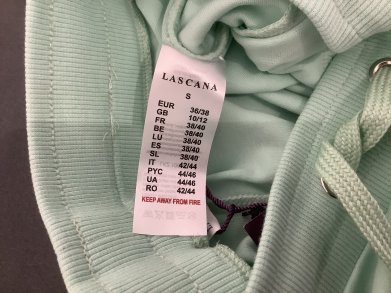 LASCANA
S
EUR 36/38
GB 10/12
FR 38/40
BE 38/40
LU 38/40
ES 38/40
SL 38/40
IT 42/44
PYC 44/46
UA 44/46
RO 42/44
KEEP AWAY FROM FIRE